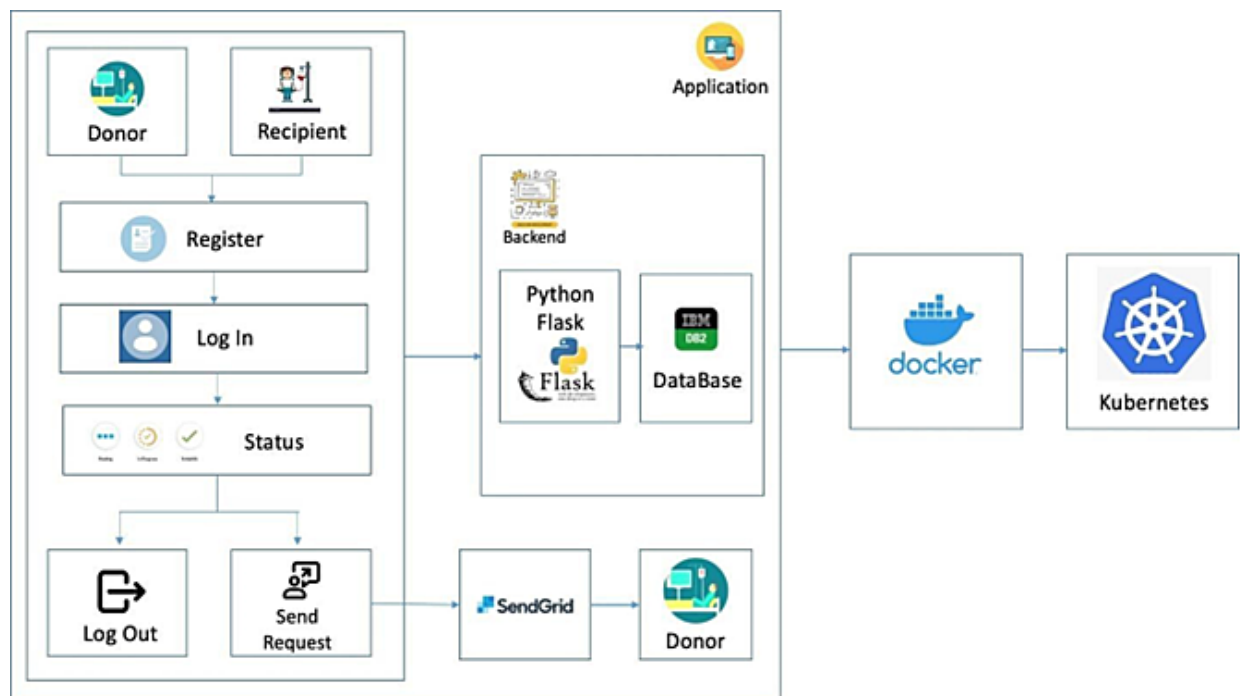 Donor
Recipient
Application
Register
Backend
Log In
Python
Flask
Flask
IBM
DB2
DataBase
docker
Kubernetes
Status
Log Out
Send
Request
SendGrid
Donor